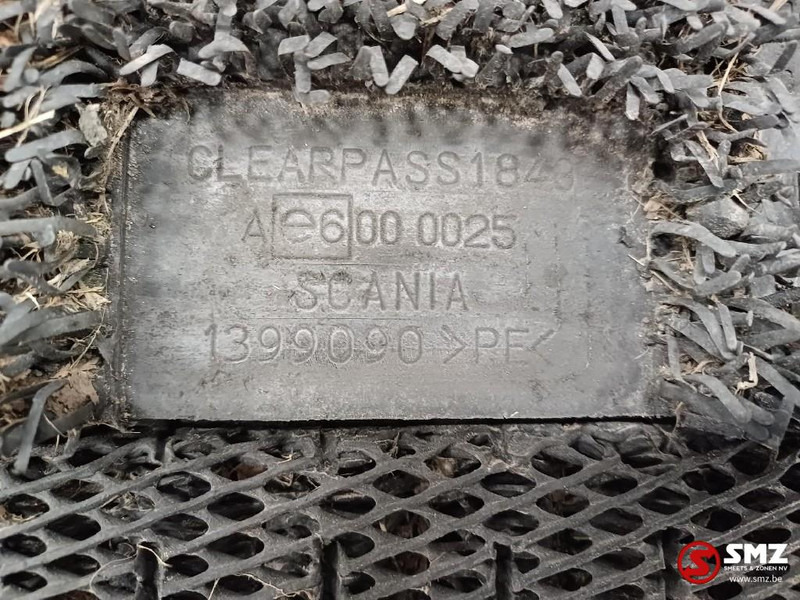 CLEARPASS1843
A e6 00 0025
SCANIA
1399090 >PE<
SMZ
SMEETS & ZONEN NV
www.smz.be